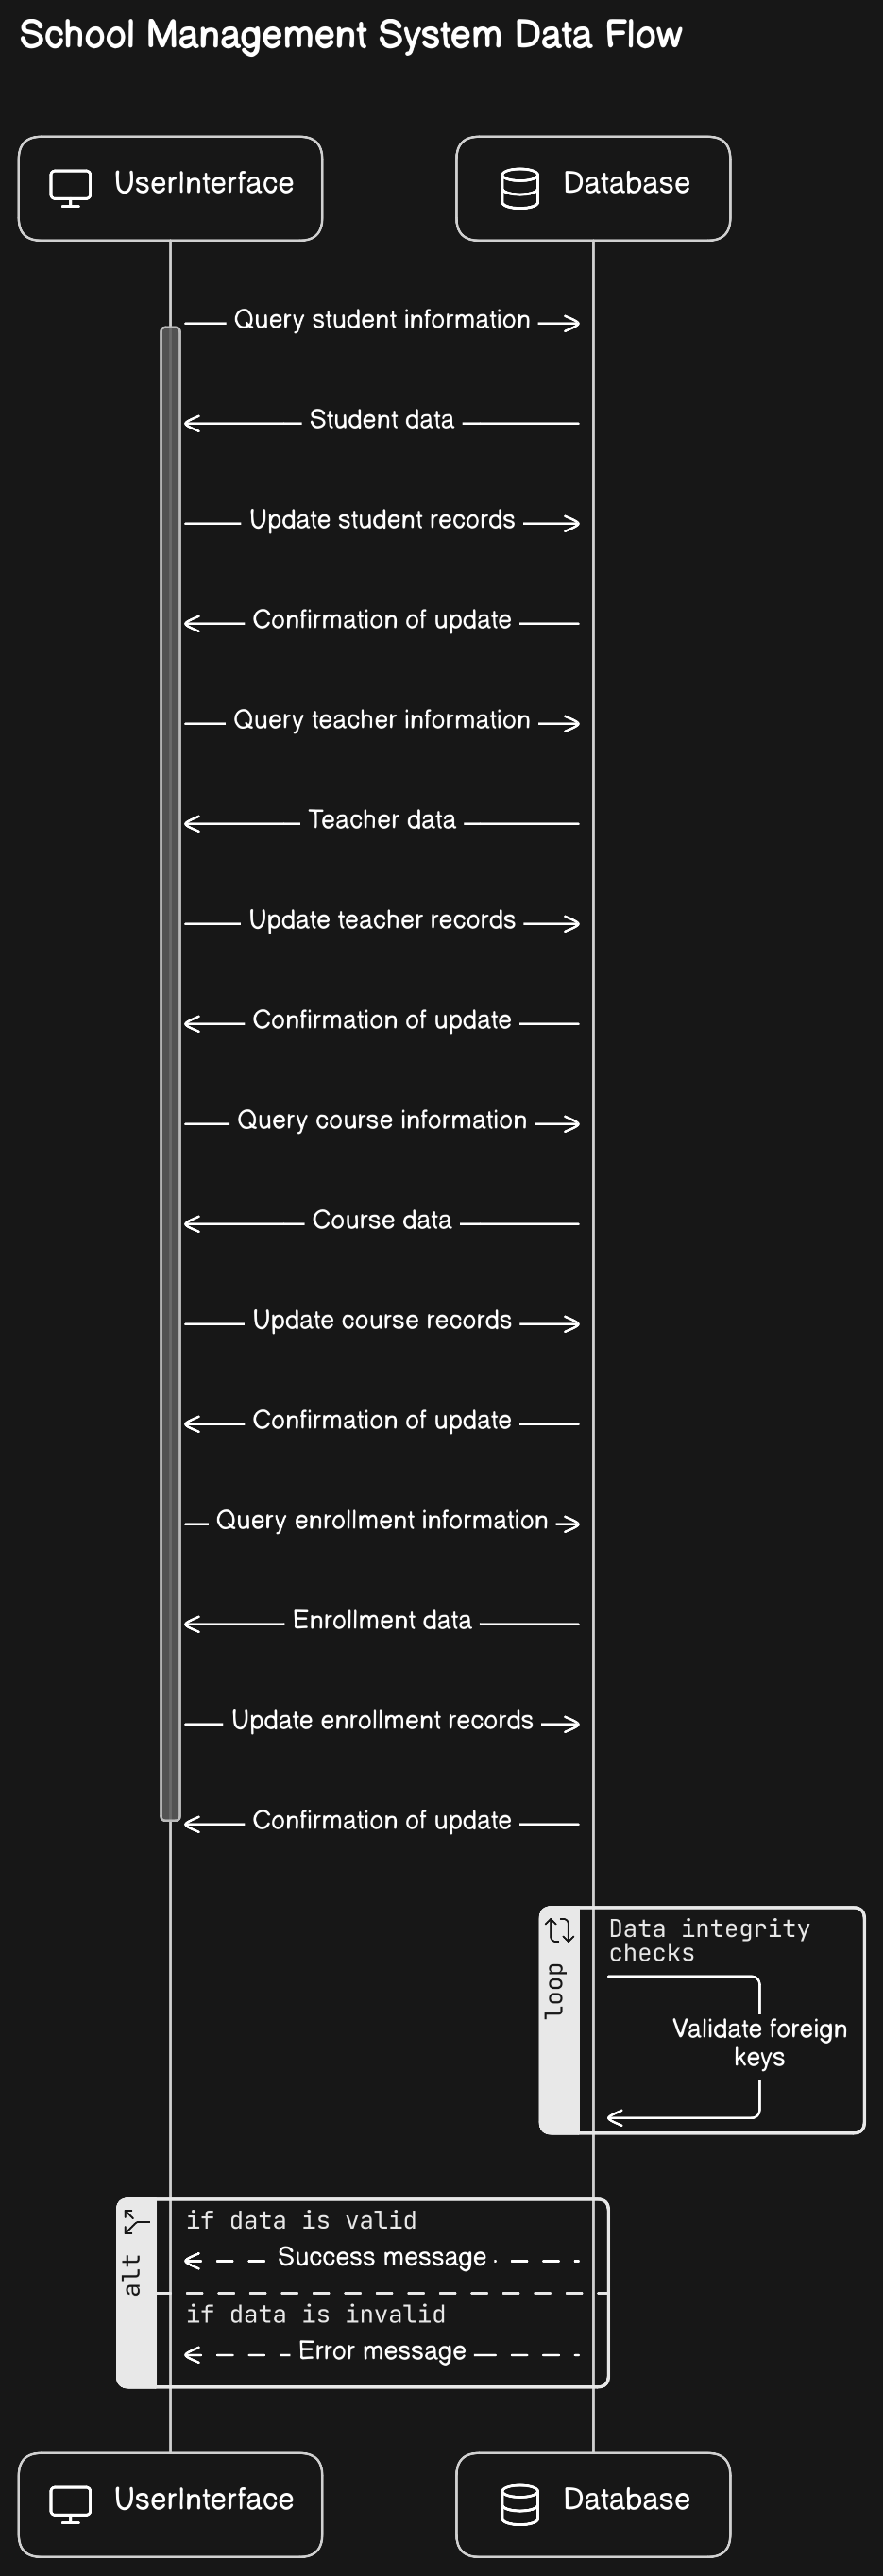 School Management System Data Flow
UserInterface
Database
Query student information
Student data
Update student records
Confirmation of update
Query teacher information
Teacher data
Update teacher records
Confirmation of update
Query course information
Course data
Update course records
Confirmation of update
Query enrollment information
Enrollment data
Update enrollment records
Confirmation of update
loop
Data integrity
checks
Validate foreign
keys
alt
if data is valid
Success message
if data is invalid
Error message
UserInterface
Database